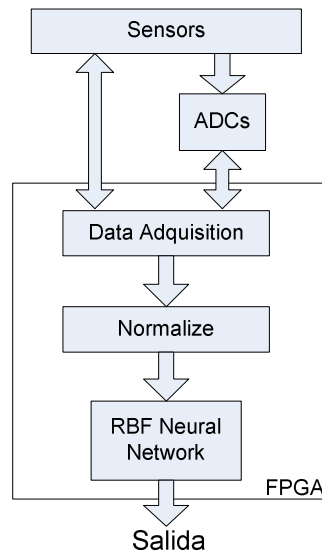 Sensors
ADCs
Data Adquisition
Normalize
RBF Neural
Network
FPGA
Salida